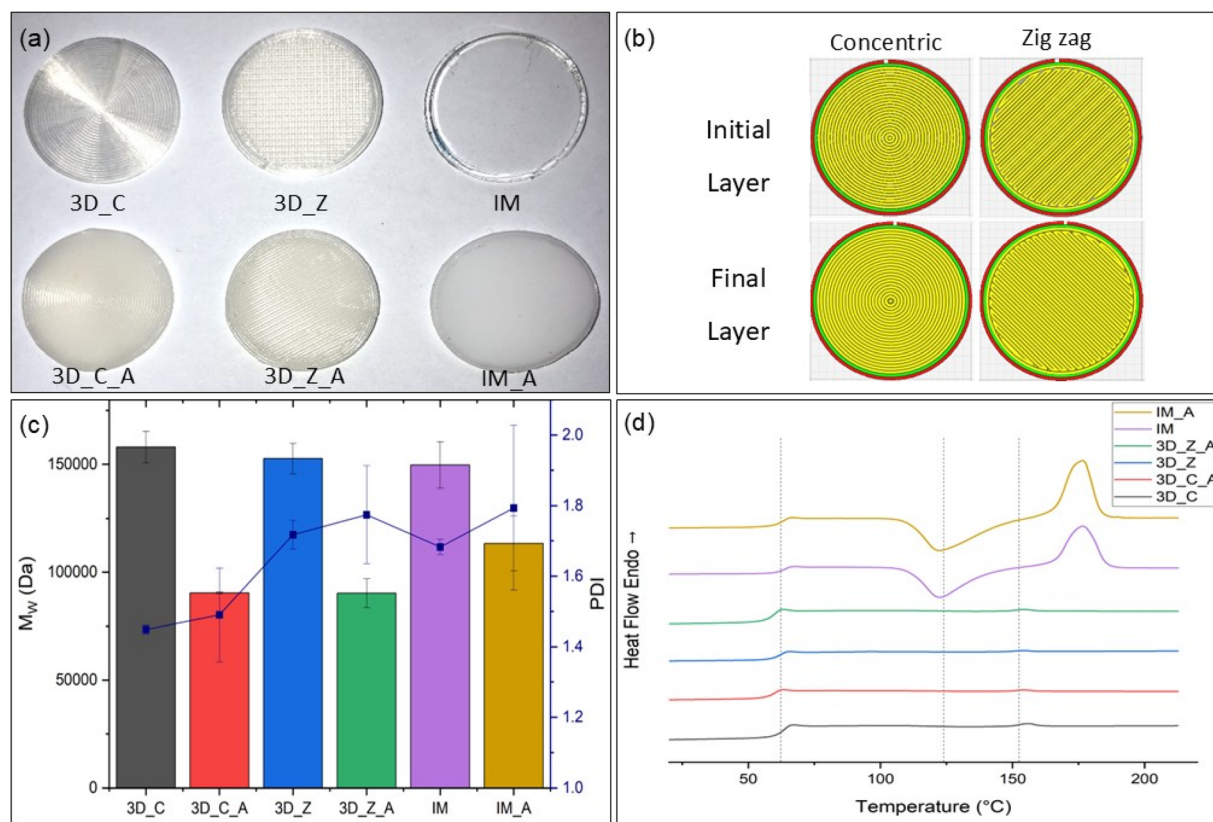 (a)
3D_C 3D_Z IM
3D_C_A 3D_Z_A IM_A
(b)
Concentric Zig zag
Initial
Layer
Final
Layer
(c)
150000
100000
50000
0
Mw (Da)
2.0
1.8
1.6
1.4
1.2
1.0
PDI
3D_C 3D_C_A 3D_Z 3D_Z_A IM IM_A
(d)
IM_A
IM
3D_Z_A
3D_Z
3D_C_A
3D_C
Heat Flow Endo →
50 100 150 200
Temperature (°C)